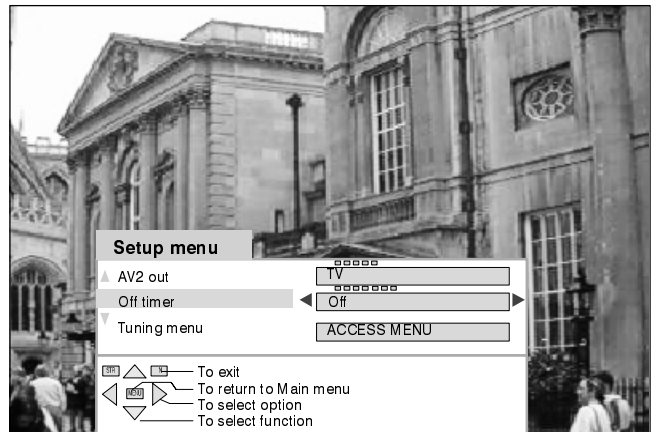 Setup menu
AV2 out TV
Off timer Off
Tuning menu ACCESS MENU
STR N To exit
MENU To return to Main menu
To select option
To select function